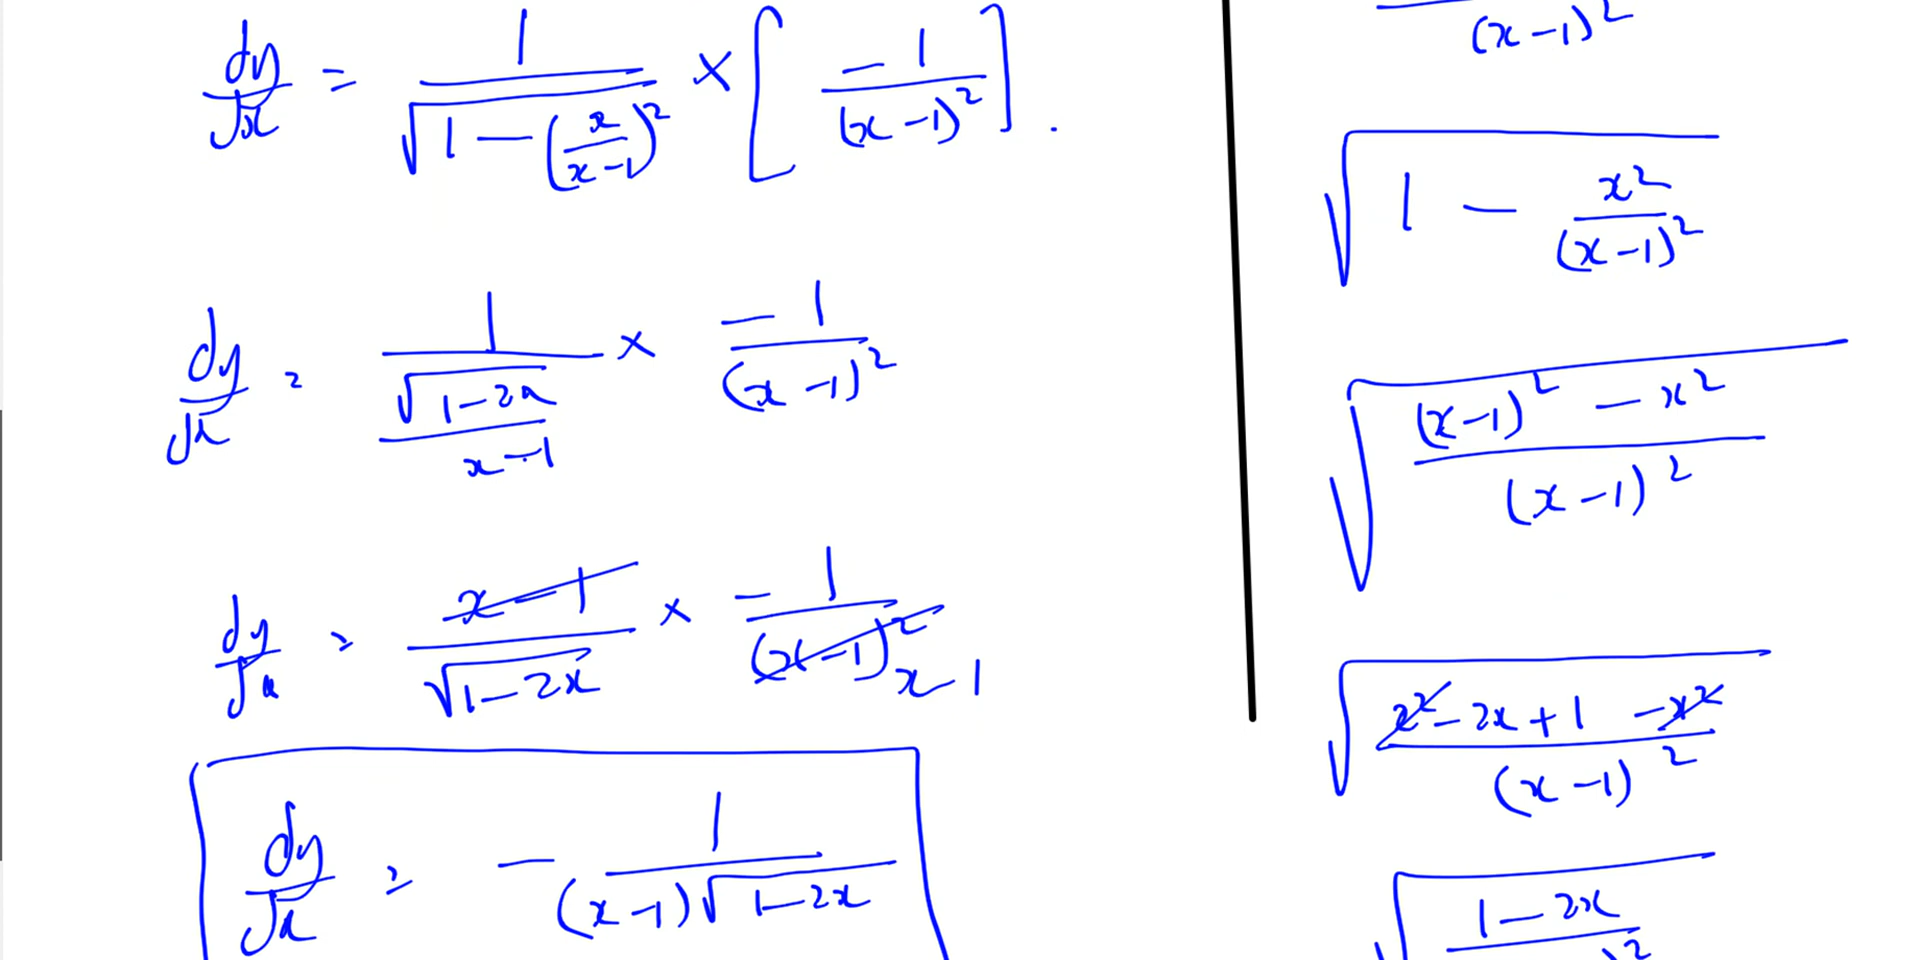 dy/dx = 1/√(1 − (x/(x−1))²) × [ −1/(x−1)² ].
dy/dx = 1/(√(1−2x)/(x−1)) × −1/(x−1)²
dy/dx = (x−1)/√(1−2x) × −1/(x−1)² x−1
dy/dx = − 1/((x−1)√(1−2x))
(x−1)²
√(1 − x²/(x−1)²)
√(((x−1)² − x²)/(x−1)²)
√((x² − 2x + 1 − x²)/(x−1)²)
√(1−2x